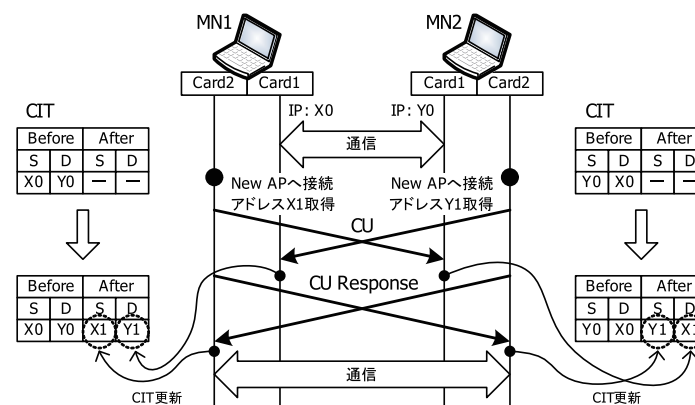 MN1
MN2
Card2 Card1
Card1 Card2
IP: X0
IP: Y0
通信
CIT
Before After
S D S D
X0 Y0 — —
CIT
Before After
S D S D
Y0 X0 — —
New APへ接続
アドレスX1取得
New APへ接続
アドレスY1取得
CU
CU Response
Before After
S D S D
X0 Y0 X1 Y1
Before After
S D S D
Y0 X0 Y1 X1
通信
CIT更新
CIT更新